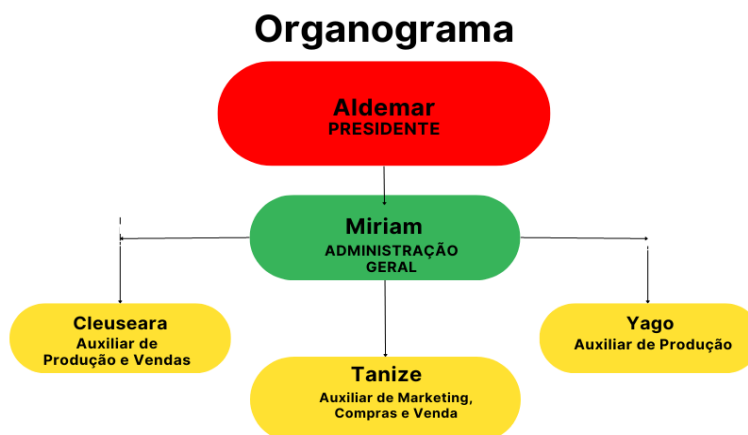 Organograma
Aldemar
PRESIDENTE
Miriam
ADMINISTRAÇÃO
GERAL
Cleuseara
Auxiliar de
Produção e Vendas
Yago
Auxiliar de Produção
Tanize
Auxiliar de Marketing,
Compras e Venda